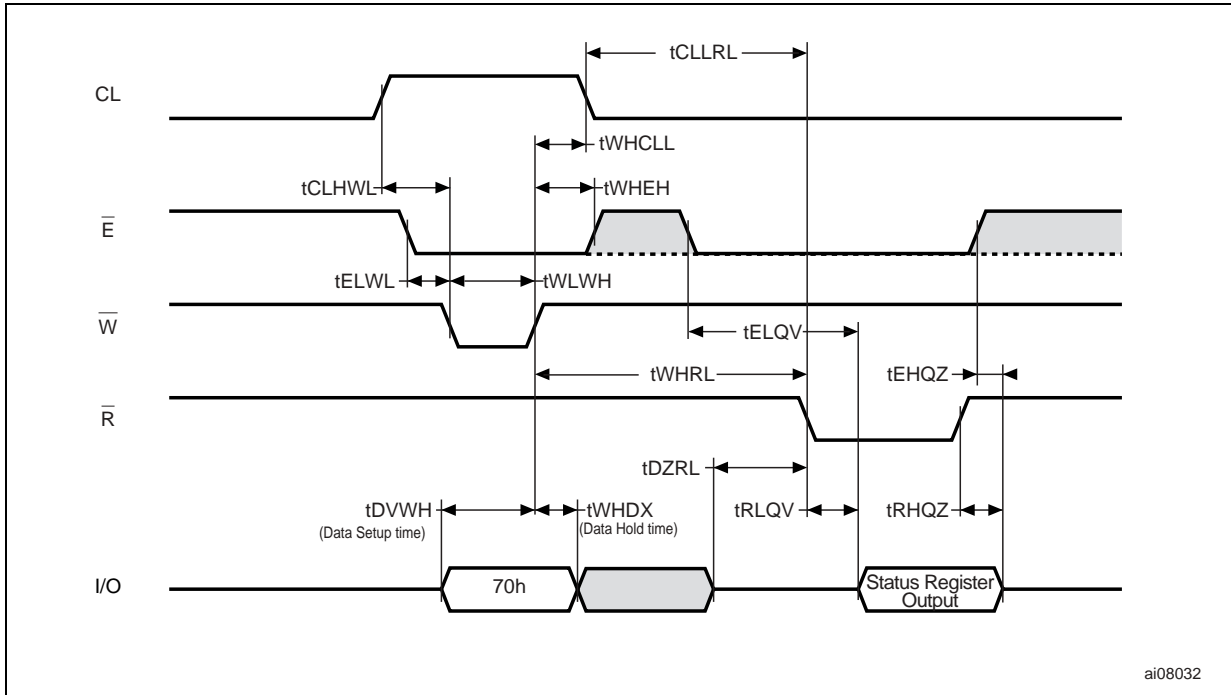 tCLLRL
CL
tWHCLL
tCLHWL
tWHEH
E
tELWL
tWLWH
W
tELQV
tWHRL
tEHQZ
R
tDZRL
tDVWH
(Data Setup time)
tWHDX
(Data Hold time)
tRLQV
tRHQZ
I/O
70h
Status Register
Output
ai08032